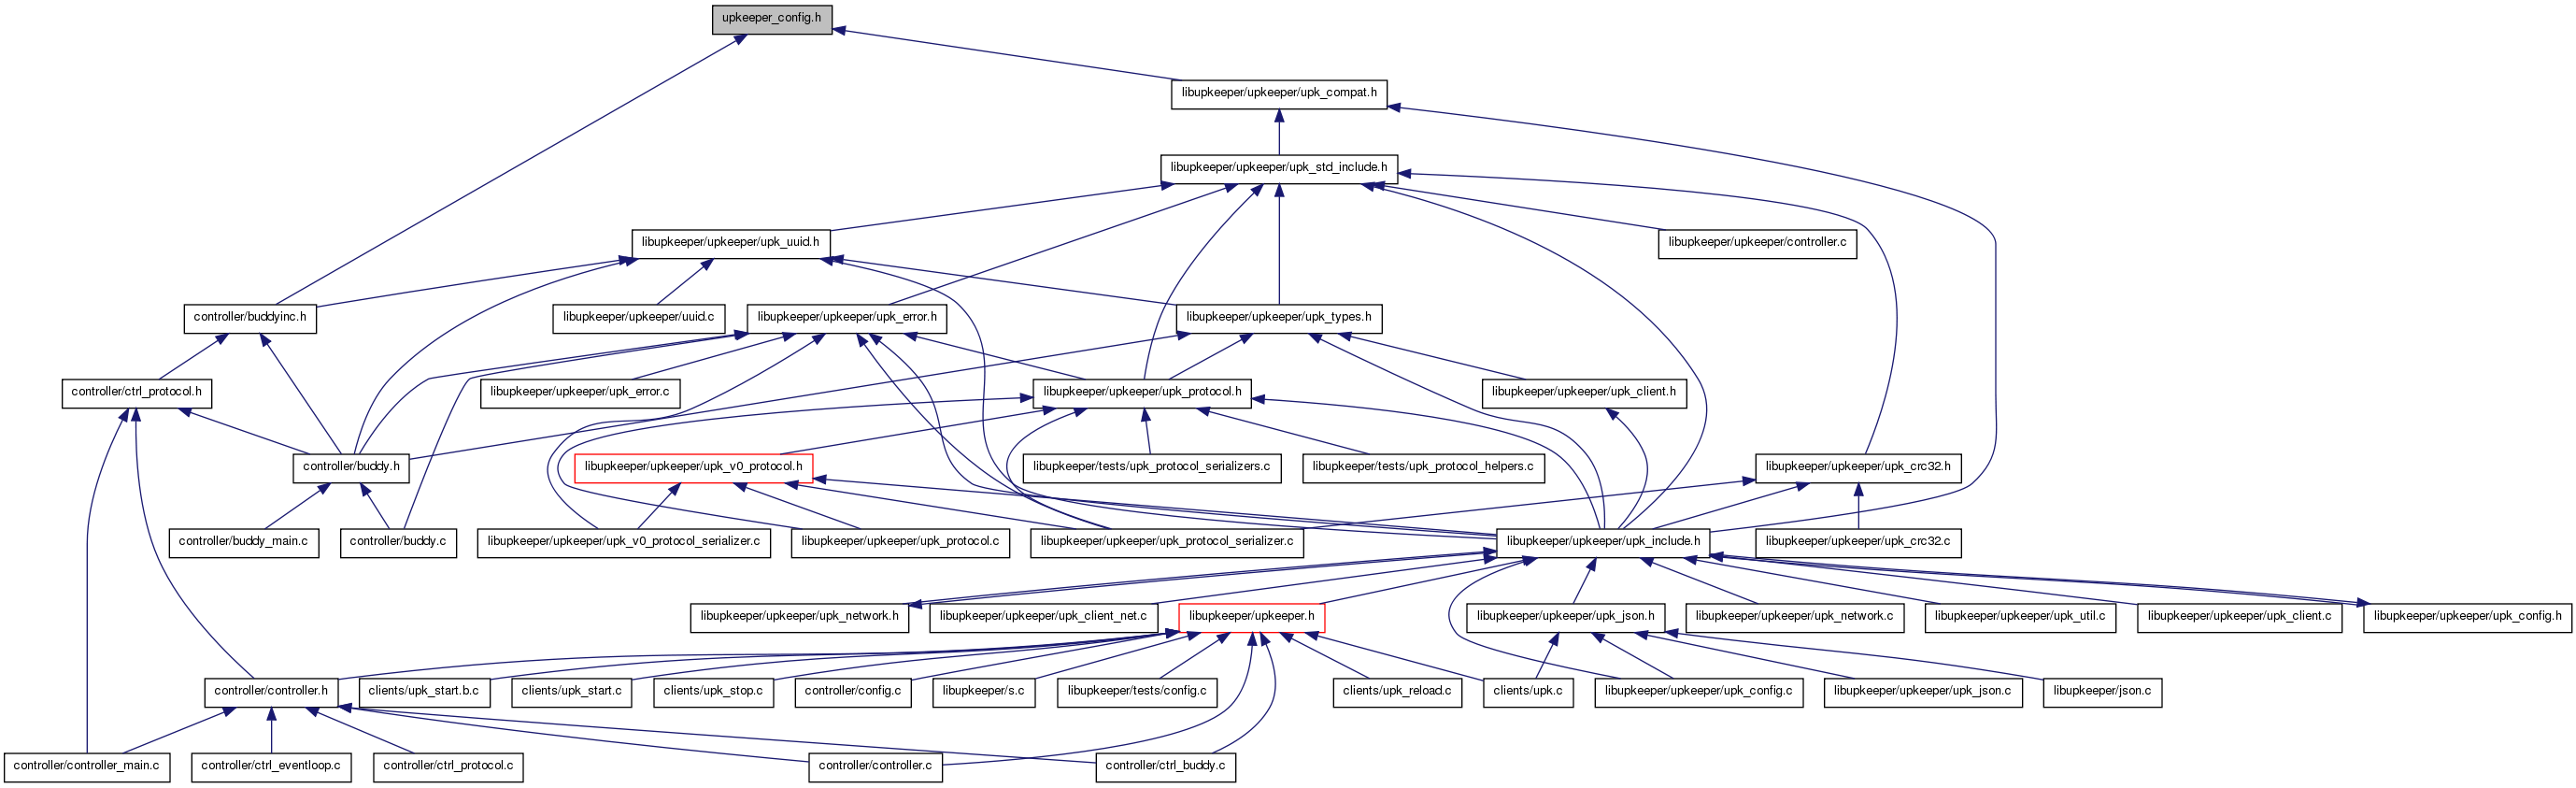 upkeeper_config.h
libupkeeper/upkeeper/upk_compat.h
libupkeeper/upkeeper/upk_std_include.h
libupkeeper/upkeeper/upk_uuid.h
libupkeeper/upkeeper/controller.c
controller/buddyinc.h
libupkeeper/upkeeper/uuid.c
libupkeeper/upkeeper/upk_error.h
libupkeeper/upkeeper/upk_types.h
controller/ctrl_protocol.h
libupkeeper/upkeeper/upk_error.c
libupkeeper/upkeeper/upk_protocol.h
libupkeeper/upkeeper/upk_client.h
controller/buddy.h
libupkeeper/upkeeper/upk_v0_protocol.h
libupkeeper/tests/upk_protocol_serializers.c
libupkeeper/tests/upk_protocol_helpers.c
libupkeeper/upkeeper/upk_crc32.h
controller/buddy_main.c
controller/buddy.c
libupkeeper/upkeeper/upk_v0_protocol_serializer.c
libupkeeper/upkeeper/upk_protocol.c
libupkeeper/upkeeper/upk_protocol_serializer.c
libupkeeper/upkeeper/upk_include.h
libupkeeper/upkeeper/upk_crc32.c
libupkeeper/upkeeper/upk_network.h
libupkeeper/upkeeper/upk_client_net.c
libupkeeper/upkeeper.h
libupkeeper/upkeeper/upk_json.h
libupkeeper/upkeeper/upk_network.c
libupkeeper/upkeeper/upk_util.c
libupkeeper/upkeeper/upk_client.c
libupkeeper/upkeeper/upk_config.h
controller/controller.h
clients/upk_start.b.c
clients/upk_start.c
clients/upk_stop.c
controller/config.c
libupkeeper/s.c
libupkeeper/tests/config.c
clients/upk_reload.c
clients/upk.c
libupkeeper/upkeeper/upk_config.c
libupkeeper/upkeeper/upk_json.c
libupkeeper/json.c
controller/controller_main.c
controller/ctrl_eventloop.c
controller/ctrl_protocol.c
controller/controller.c
controller/ctrl_buddy.c